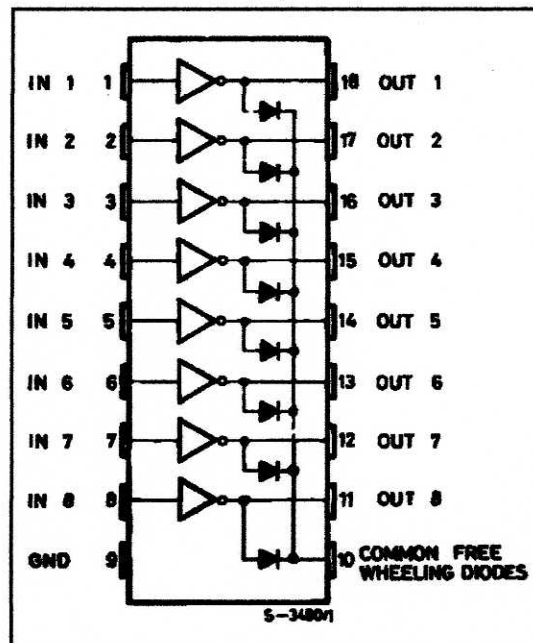 IN 1 1 18 OUT 1
IN 2 2 17 OUT 2
IN 3 3 16 OUT 3
IN 4 4 15 OUT 4
IN 5 5 14 OUT 5
IN 6 6 13 OUT 6
IN 7 7 12 OUT 7
IN 8 8 11 OUT 8
GND 9 10 COMMON FREE
WHEELING DIODES
S-3480/1